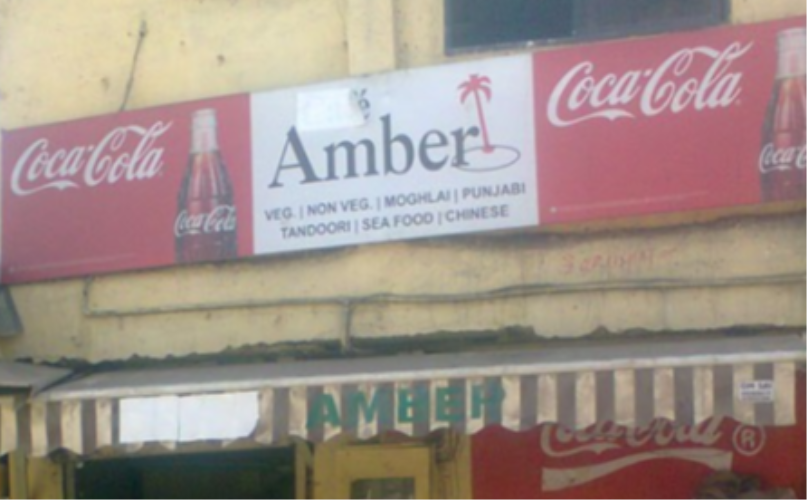 Coca-Cola
Coca-Cola
Amber
VEG. | NON VEG. | MOGHLAI | PUNJABI
TANDOORI | SEA FOOD | CHINESE
Coca-Cola
Coca-Cola
AMBER
Coca-Cola ®